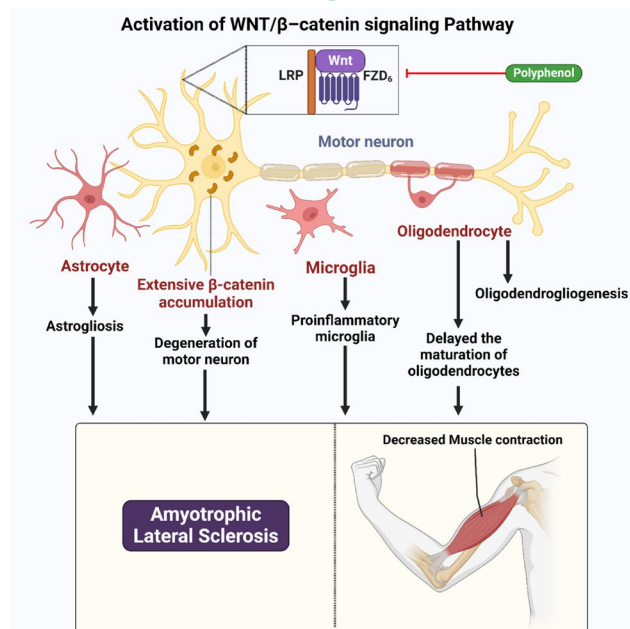 Activation of WNT/β–catenin signaling Pathway
LRP
Wnt
FZD₆
Polyphenol
Motor neuron
Astrocyte
Extensive β-catenin
accumulation
Microglia
Oligodendrocyte
Astrogliosis
Degeneration of
motor neuron
Proinflammatory
microglia
Delayed the
maturation of
oligodendrocytes
Oligodendrogliogenesis
Amyotrophic
Lateral Sclerosis
Decreased Muscle contraction